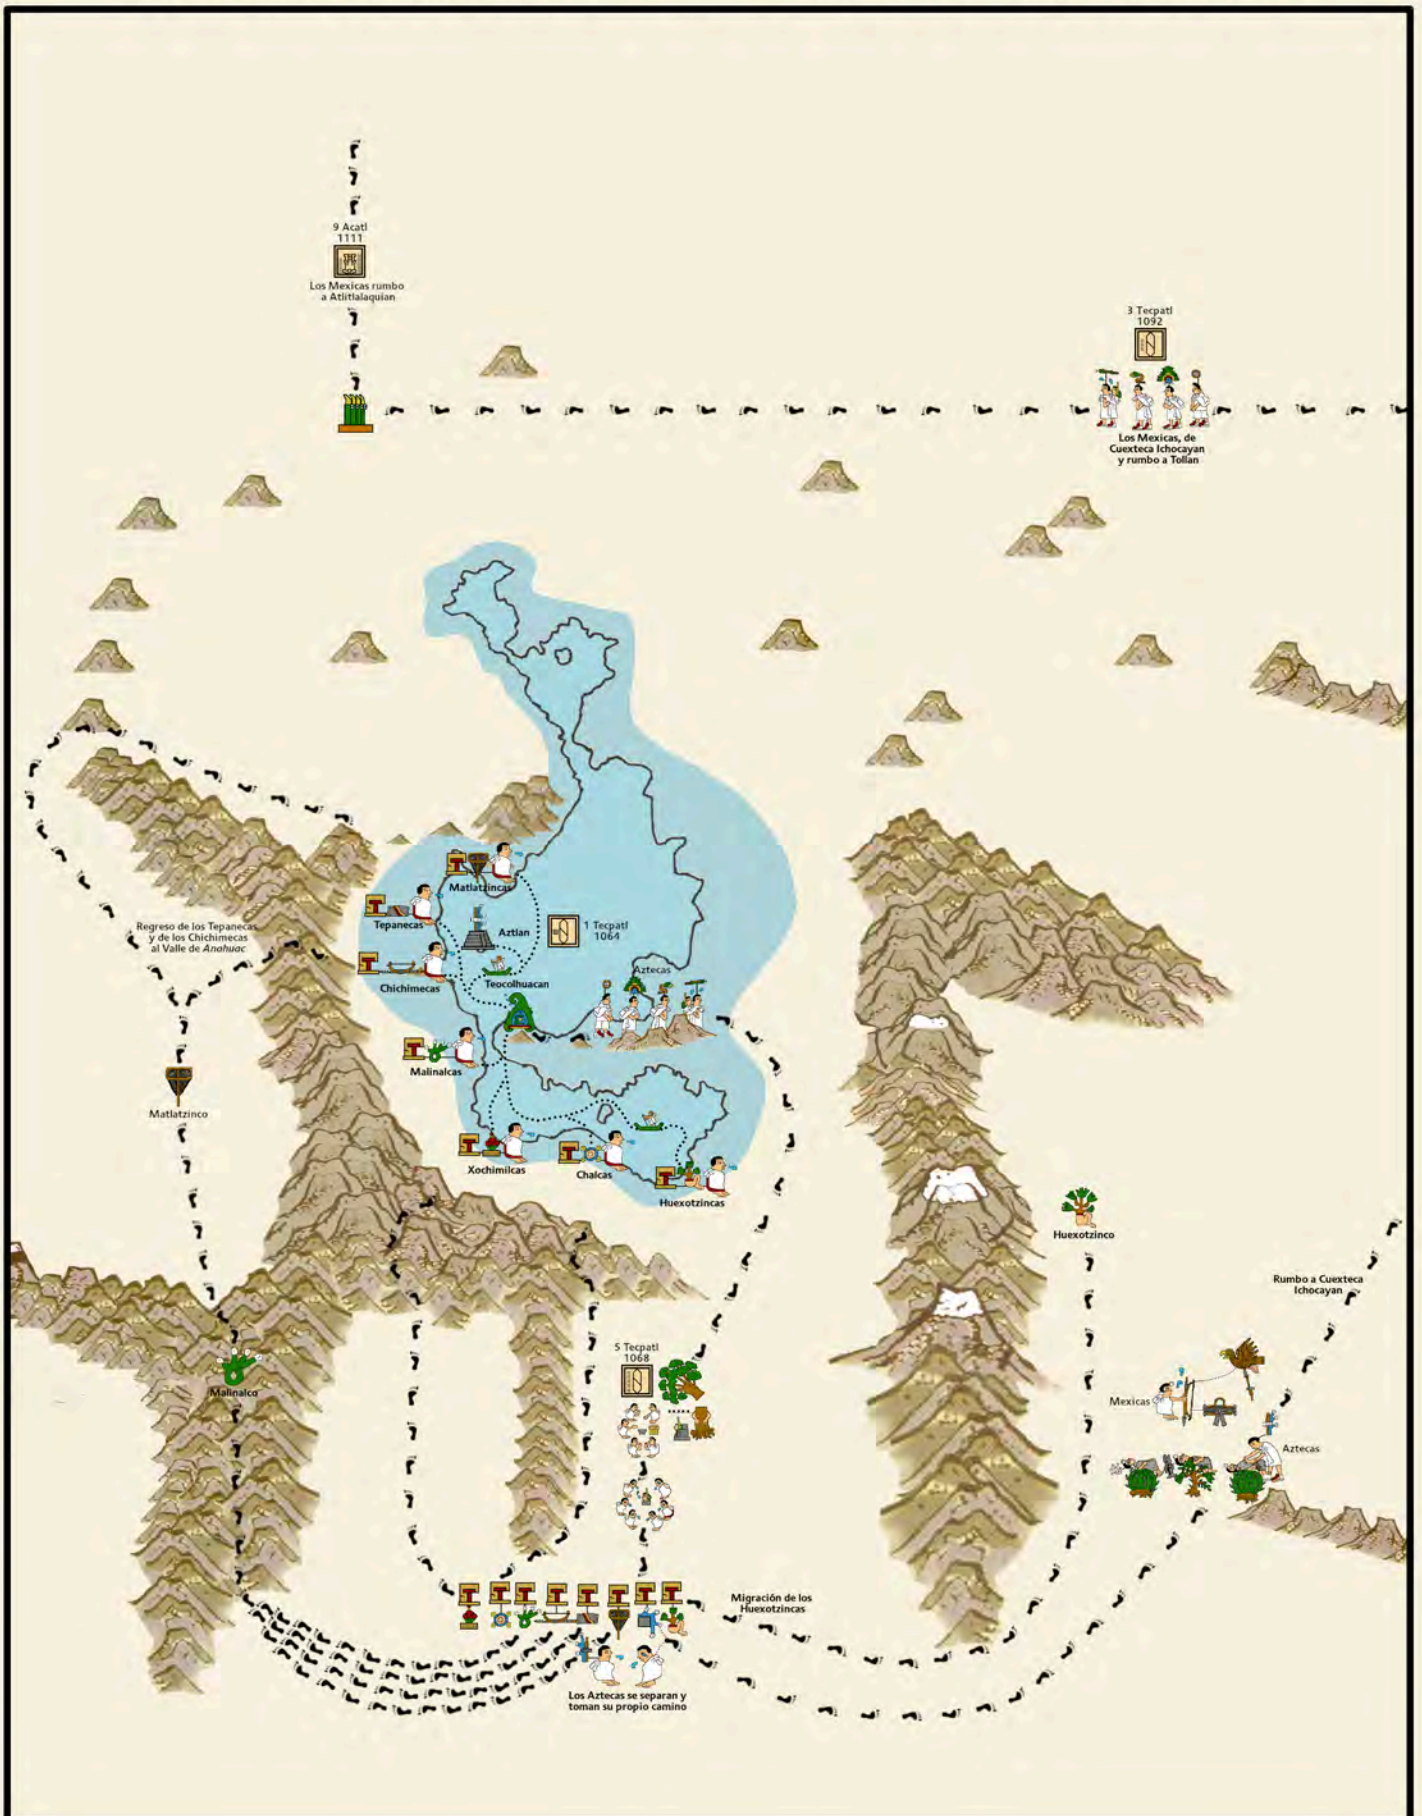 9 Acatl
1111
Los Mexicas rumbo
a Atlitlalaquian
3 Tecpatl
1092
Los Mexicas, de
Cuexteca Ichocayan
y rumbo a Tollan
Matlatzincas
Tepanecas
Aztlan
1 Tecpatl
1064
Regreso de los Tepanecas
y de los Chichimecas
al Valle de Anahuac
Chichimecas
Teocolhuacan
Aztecas
Malinalcas
Matlatzinco
Xochimilcas
Chalcas
Huexotzincas
Huexotzinco
Rumbo a Cuexteca
Ichocayan
5 Tecpatl
1068
Malinalco
Mexicas
Aztecas
Migración de los
Huexotzincas
Los Aztecas se separan y
toman su propio camino